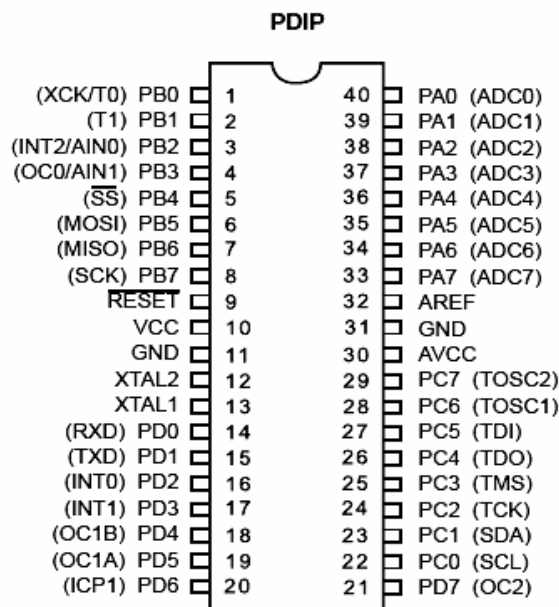 PDIP
(XCK/T0) PB0 1 40 PA0 (ADC0)
(T1) PB1 2 39 PA1 (ADC1)
(INT2/AIN0) PB2 3 38 PA2 (ADC2)
(OC0/AIN1) PB3 4 37 PA3 (ADC3)
(SS) PB4 5 36 PA4 (ADC4)
(MOSI) PB5 6 35 PA5 (ADC5)
(MISO) PB6 7 34 PA6 (ADC6)
(SCK) PB7 8 33 PA7 (ADC7)
RESET 9 32 AREF
VCC 10 31 GND
GND 11 30 AVCC
XTAL2 12 29 PC7 (TOSC2)
XTAL1 13 28 PC6 (TOSC1)
(RXD) PD0 14 27 PC5 (TDI)
(TXD) PD1 15 26 PC4 (TDO)
(INT0) PD2 16 25 PC3 (TMS)
(INT1) PD3 17 24 PC2 (TCK)
(OC1B) PD4 18 23 PC1 (SDA)
(OC1A) PD5 19 22 PC0 (SCL)
(ICP1) PD6 20 21 PD7 (OC2)